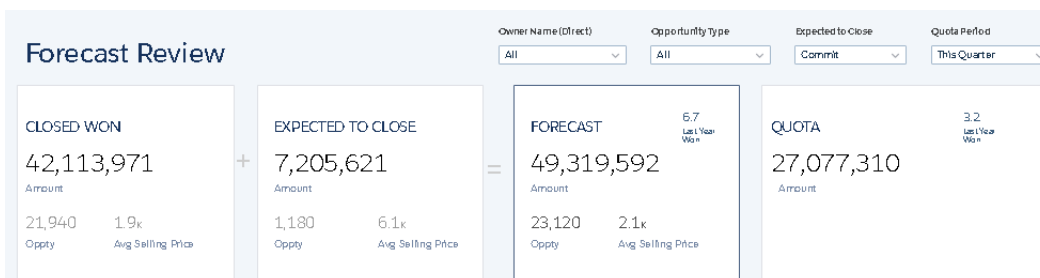 Forecast Review
Owner Name (Direct)
All
Opportunity Type
All
Expected to Close
Commit
Quota Period
This Quarter
CLOSED WON
42,113,971
Amount
21,940
Oppty
1.9K
Avg Selling Price
+
EXPECTED TO CLOSE
7,205,621
Amount
1,180
Oppty
6.1K
Avg Selling Price
=
FORECAST
6.7
Last Year
Won
49,319,592
Amount
23,120
Oppty
2.1K
Avg Selling Price
QUOTA
3.2
Last Year
Won
27,077,310
Amount